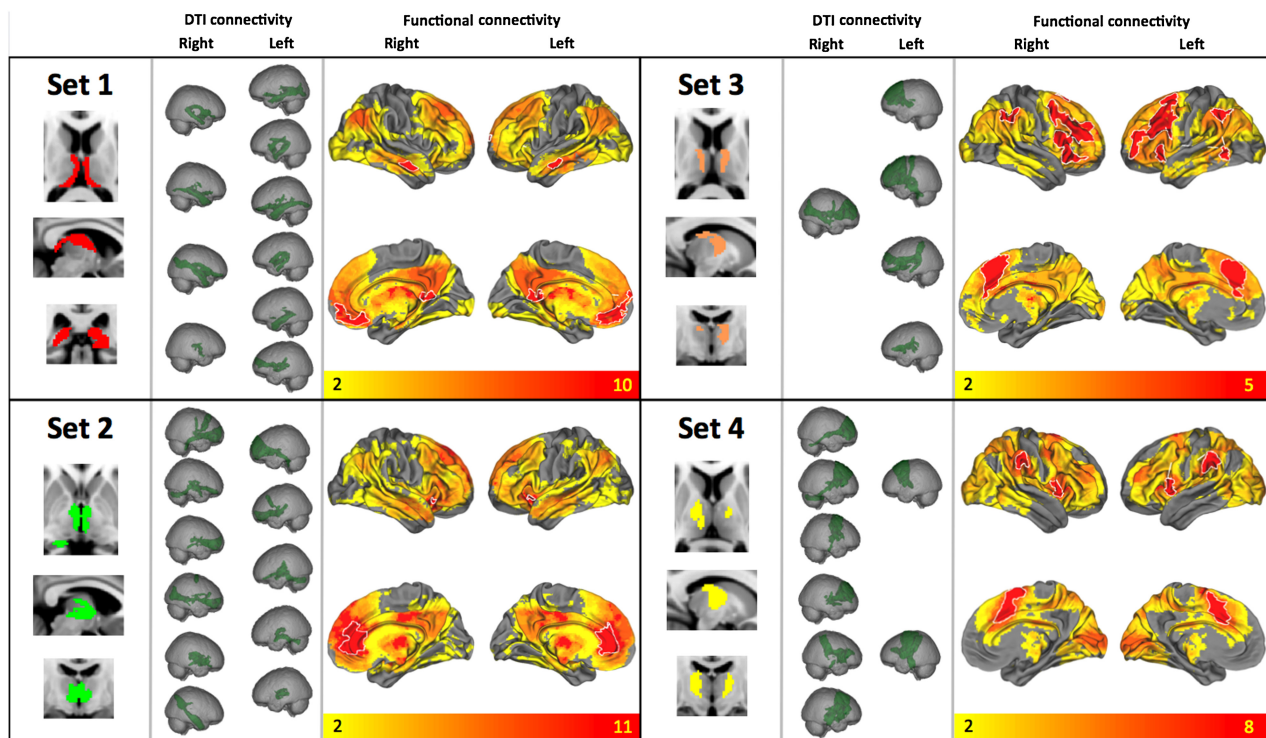 DTI connectivity
Functional connectivity
DTI connectivity
Functional connectivity
Right
Left
Right
Left
Right
Left
Right
Left
Set 1
2
10
Set 3
2
5
Set 2
2
11
Set 4
2
8